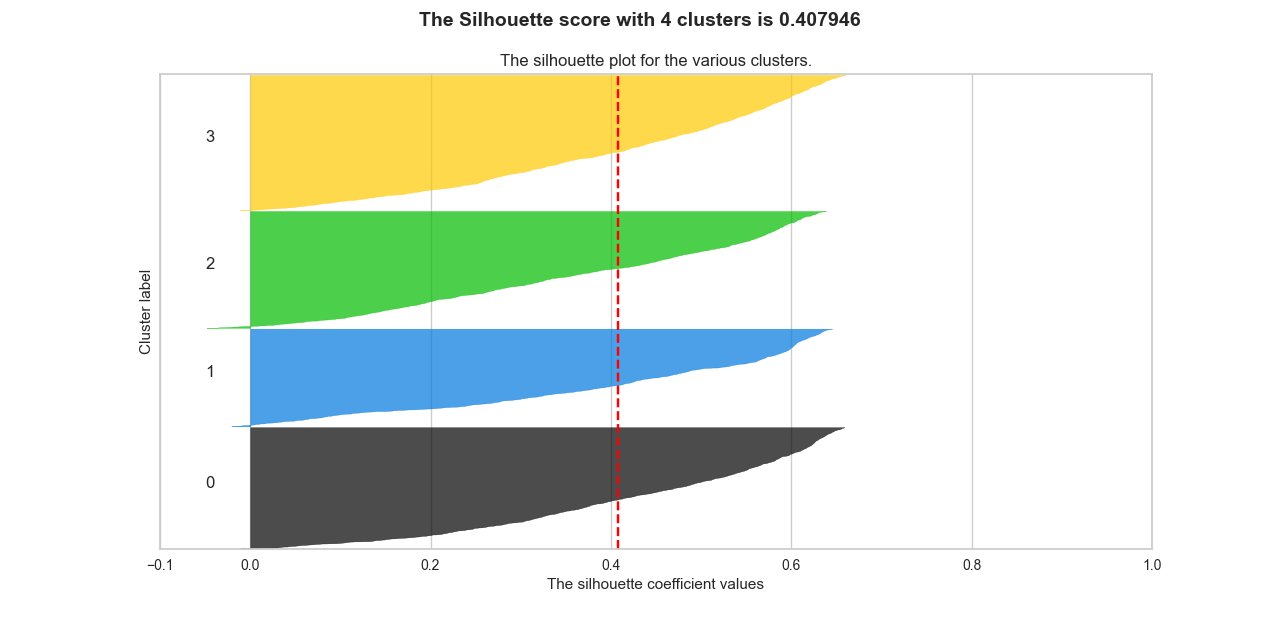 The Silhouette score with 4 clusters is 0.407946
The silhouette plot for the various clusters.
3
2
1
0
Cluster label
−0.1 0.0 0.2 0.4 0.6 0.8 1.0
The silhouette coefficient values